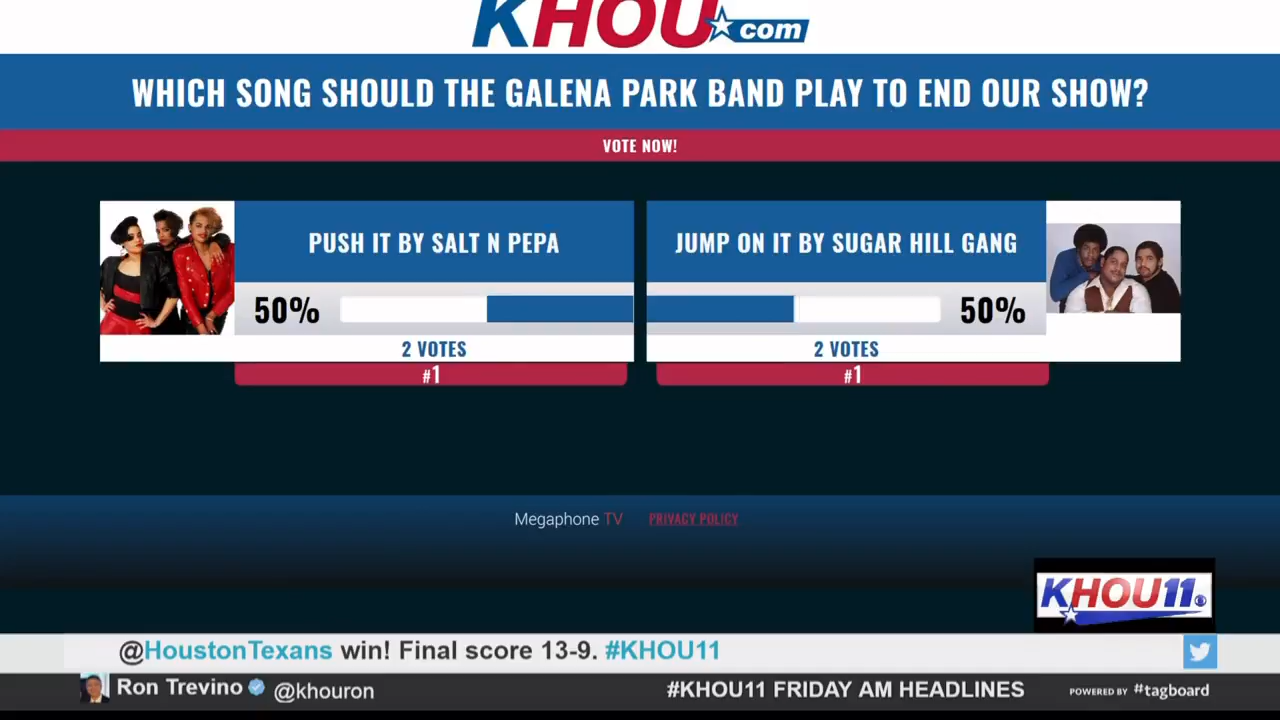 KHOU com
WHICH SONG SHOULD THE GALENA PARK BAND PLAY TO END OUR SHOW?
VOTE NOW!
PUSH IT BY SALT N PEPA
50%
2 VOTES
#1
JUMP ON IT BY SUGAR HILL GANG
50%
2 VOTES
#1
Megaphone TV PRIVACY POLICY
KHOU11
@HoustonTexans win! Final score 13-9. #KHOU11
Ron Trevino @khouron #KHOU11 FRIDAY AM HEADLINES POWERED BY #tagboard